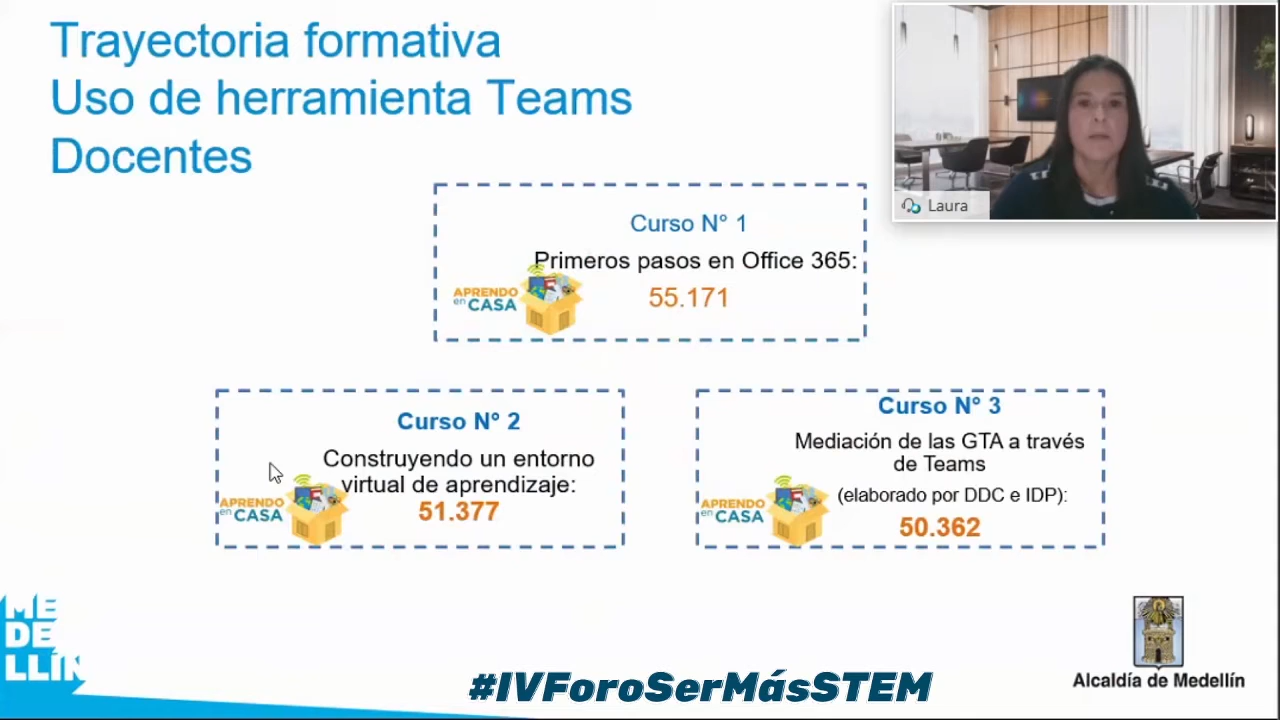 Trayectoria formativa
Uso de herramienta Teams
Docentes
Laura
Curso N° 1
Primeros pasos en Office 365:
55.171
APRENDO
en CASA
Curso N° 2
Construyendo un entorno
virtual de aprendizaje:
51.377
APRENDO
en CASA
Curso N° 3
Mediación de las GTA a través
de Teams
(elaborado por DDC e IDP):
50.362
APRENDO
en CASA
ME
DE
LLÍN
#IVForoSerMásSTEM
Alcaldía de Medellín